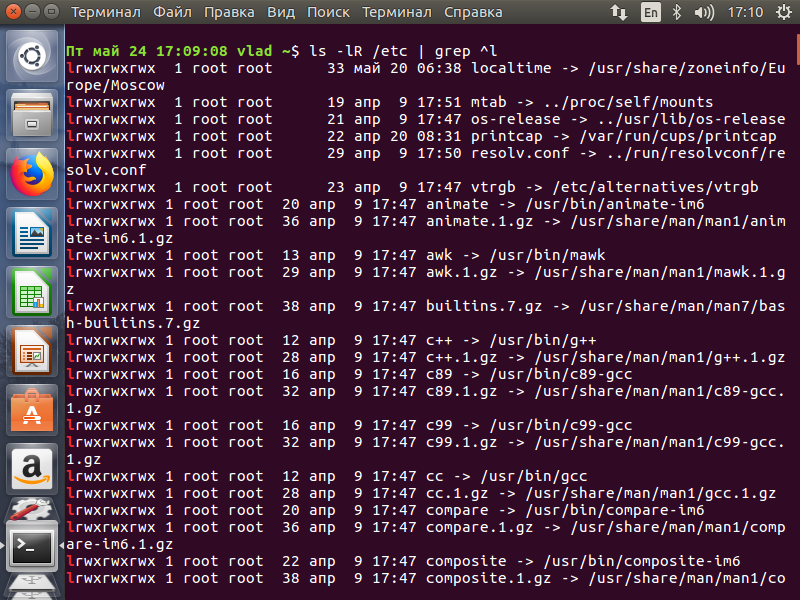 Терминал Файл Правка Вид Поиск Терминал Справка En 17:10
Пт май 24 17:09:08 vlad ~$ ls -lR /etc | grep ^l
lrwxrwxrwx  1 root root      33 май 20 06:38 localtime -> /usr/share/zoneinfo/Eu
rope/Moscow
lrwxrwxrwx  1 root root      19 апр  9 17:51 mtab -> ../proc/self/mounts
lrwxrwxrwx  1 root root      21 апр  9 17:47 os-release -> ../usr/lib/os-release
lrwxrwxrwx  1 root root      22 апр 20 08:31 printcap -> /var/run/cups/printcap
lrwxrwxrwx  1 root root      29 апр  9 17:50 resolv.conf -> ../run/resolvconf/re
solv.conf
lrwxrwxrwx  1 root root      23 апр  9 17:47 vtrgb -> /etc/alternatives/vtrgb
lrwxrwxrwx 1 root root  20 апр  9 17:47 animate -> /usr/bin/animate-im6
lrwxrwxrwx 1 root root  36 апр  9 17:47 animate.1.gz -> /usr/share/man/man1/anim
ate-im6.1.gz
lrwxrwxrwx 1 root root  13 апр  9 17:47 awk -> /usr/bin/mawk
lrwxrwxrwx 1 root root  29 апр  9 17:47 awk.1.gz -> /usr/share/man/man1/mawk.1.g
z
lrwxrwxrwx 1 root root  38 апр  9 17:47 builtins.7.gz -> /usr/share/man/man7/bas
h-builtins.7.gz
lrwxrwxrwx 1 root root  12 апр  9 17:47 c++ -> /usr/bin/g++
lrwxrwxrwx 1 root root  28 апр  9 17:47 c++.1.gz -> /usr/share/man/man1/g++.1.gz
lrwxrwxrwx 1 root root  16 апр  9 17:47 c89 -> /usr/bin/c89-gcc
lrwxrwxrwx 1 root root  32 апр  9 17:47 c89.1.gz -> /usr/share/man/man1/c89-gcc.
1.gz
lrwxrwxrwx 1 root root  16 апр  9 17:47 c99 -> /usr/bin/c99-gcc
lrwxrwxrwx 1 root root  32 апр  9 17:47 c99.1.gz -> /usr/share/man/man1/c99-gcc.
1.gz
lrwxrwxrwx 1 root root  12 апр  9 17:47 cc -> /usr/bin/gcc
lrwxrwxrwx 1 root root  28 апр  9 17:47 cc.1.gz -> /usr/share/man/man1/gcc.1.gz
lrwxrwxrwx 1 root root  20 апр  9 17:47 compare -> /usr/bin/compare-im6
lrwxrwxrwx 1 root root  36 апр  9 17:47 compare.1.gz -> /usr/share/man/man1/comp
are-im6.1.gz
lrwxrwxrwx 1 root root  22 апр  9 17:47 composite -> /usr/bin/composite-im6
lrwxrwxrwx 1 root root  38 апр  9 17:47 composite.1.gz -> /usr/share/man/man1/co